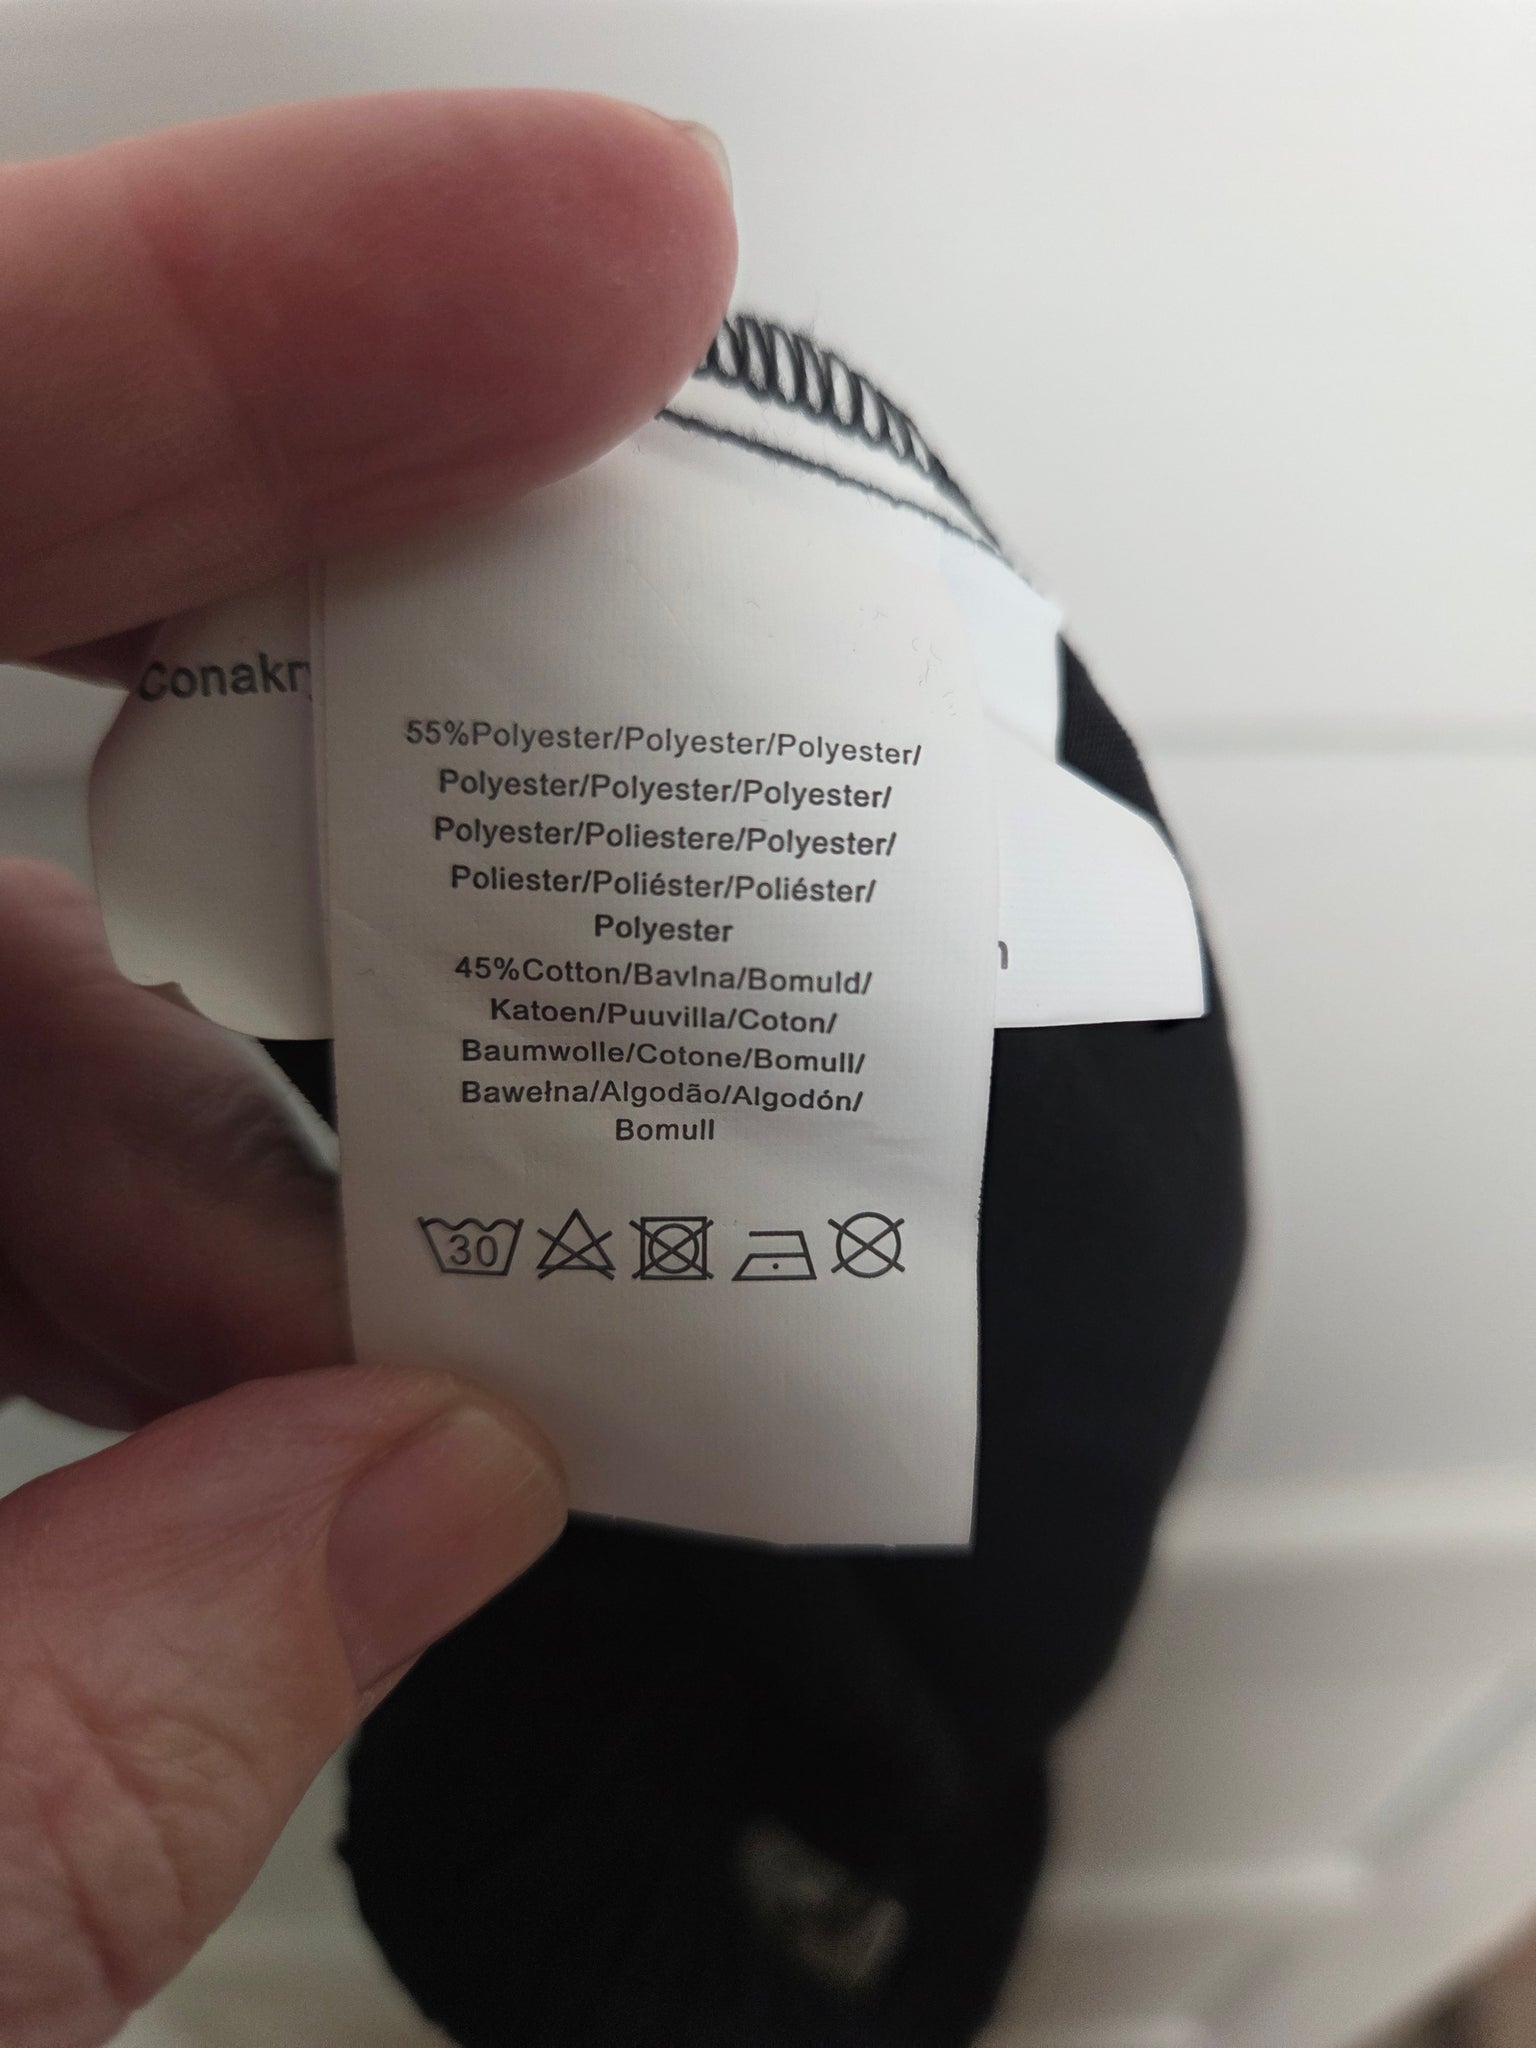 Conakry
55%Polyester/Polyester/Polyester/
Polyester/Polyester/Polyester/
Polyester/Poliestere/Polyester/
Poliester/Poliéster/Poliéster/
Polyester
45%Cotton/Bavlna/Bomuld/
Katoen/Puuvilla/Coton/
Baumwolle/Cotone/Bomull/
Bawełna/Algodão/Algodón/
Bomull
30